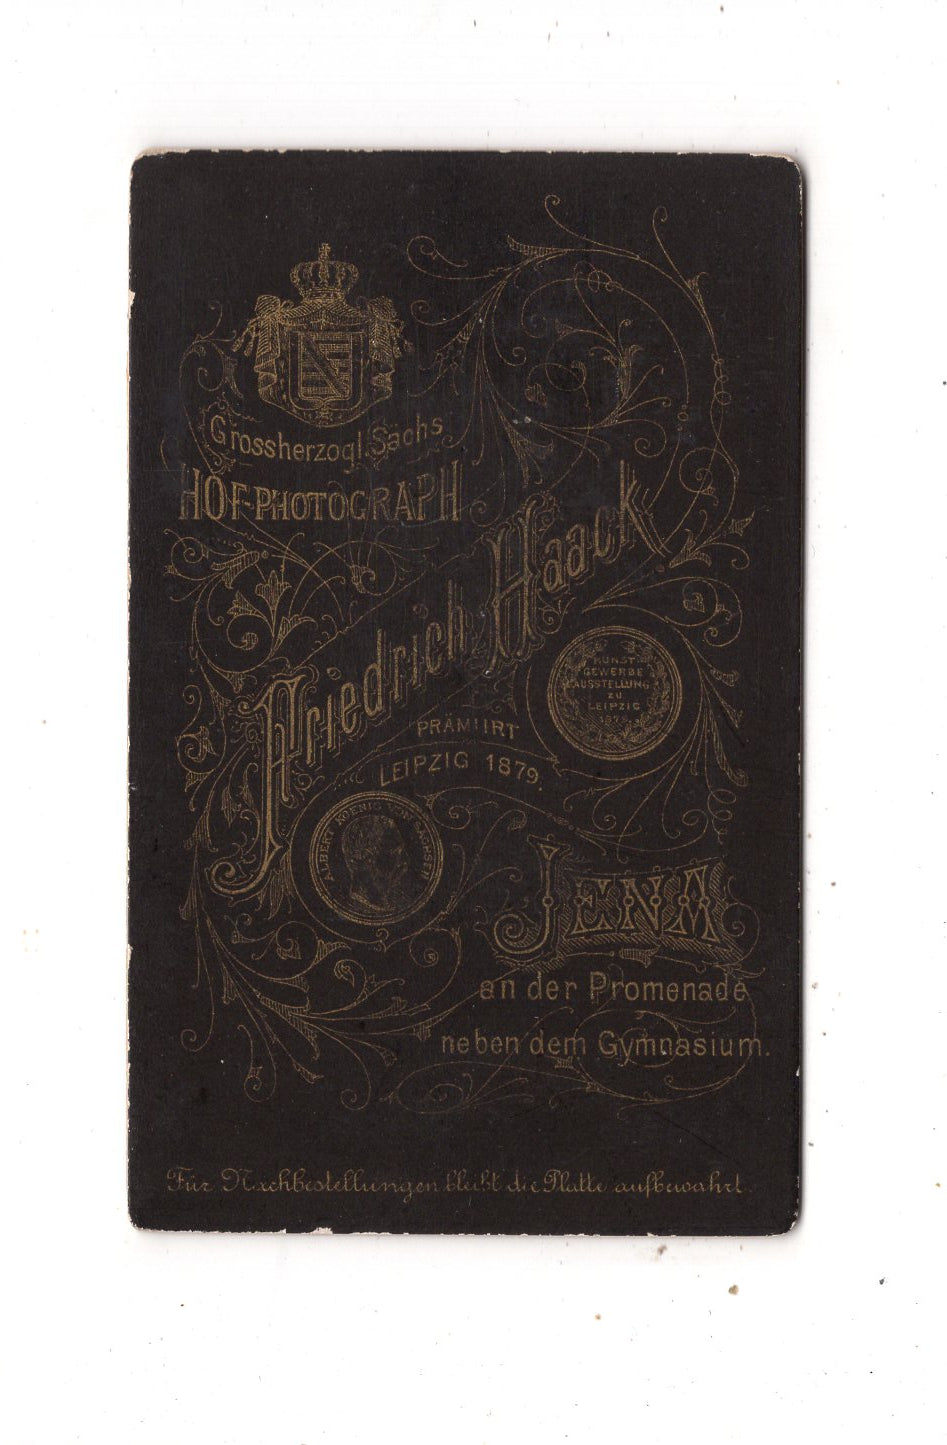 Grossherzogl. Sächs.
HOF-PHOTOGRAPH
Friedrich Haack
KUNST
GEWERBE
AUSSTELLUNG
ZU
LEIPZIG
1879
PRÄMIIRT
LEIPZIG 1879.
ALBERT KOENIG VON SACHSEN
JENA
an der Promenade
neben dem Gymnasium.
Für Nachbestellungen bleibt die Platte aufbewahrt.